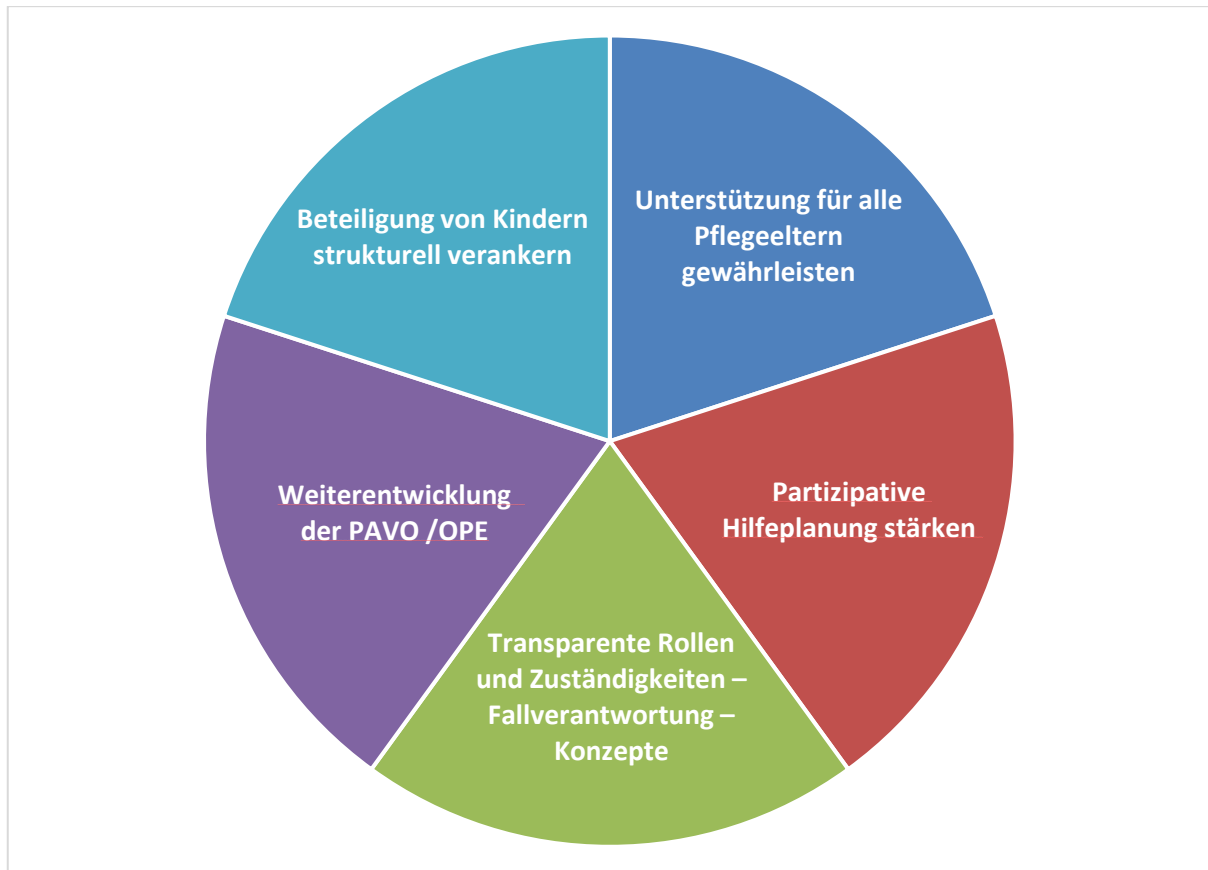 Unterstützung für alle
Pflegeeltern
gewährleisten
Partizipative
Hilfeplanung stärken
Transparente Rollen
und Zuständigkeiten –
Fallverantwortung –
Konzepte
Weiterentwicklung
der PAVO /OPE
Beteiligung von Kindern
strukturell verankern